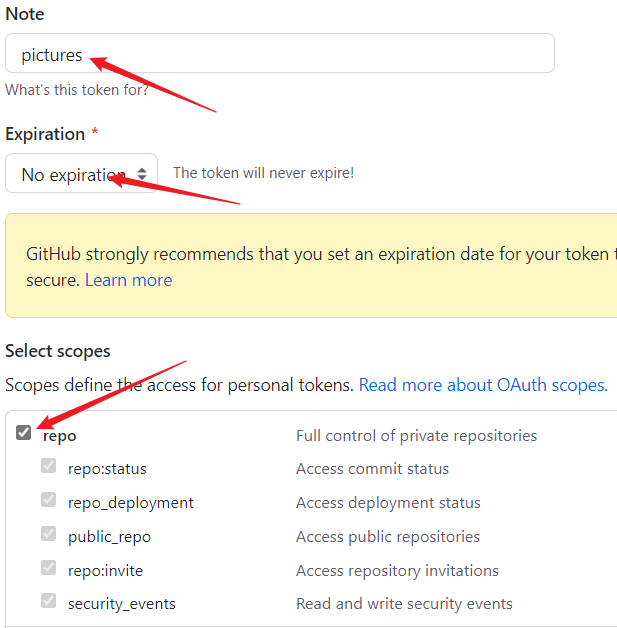 Note
pictures
What's this token for?
Expiration *
No expiration The token will never expire!
GitHub strongly recommends that you set an expiration date for your token
secure. Learn more
Select scopes
Scopes define the access for personal tokens. Read more about OAuth scopes.
repo Full control of private repositories
repo:status Access commit status
repo_deployment Access deployment status
public_repo Access public repositories
repo:invite Access repository invitations
security_events Read and write security events